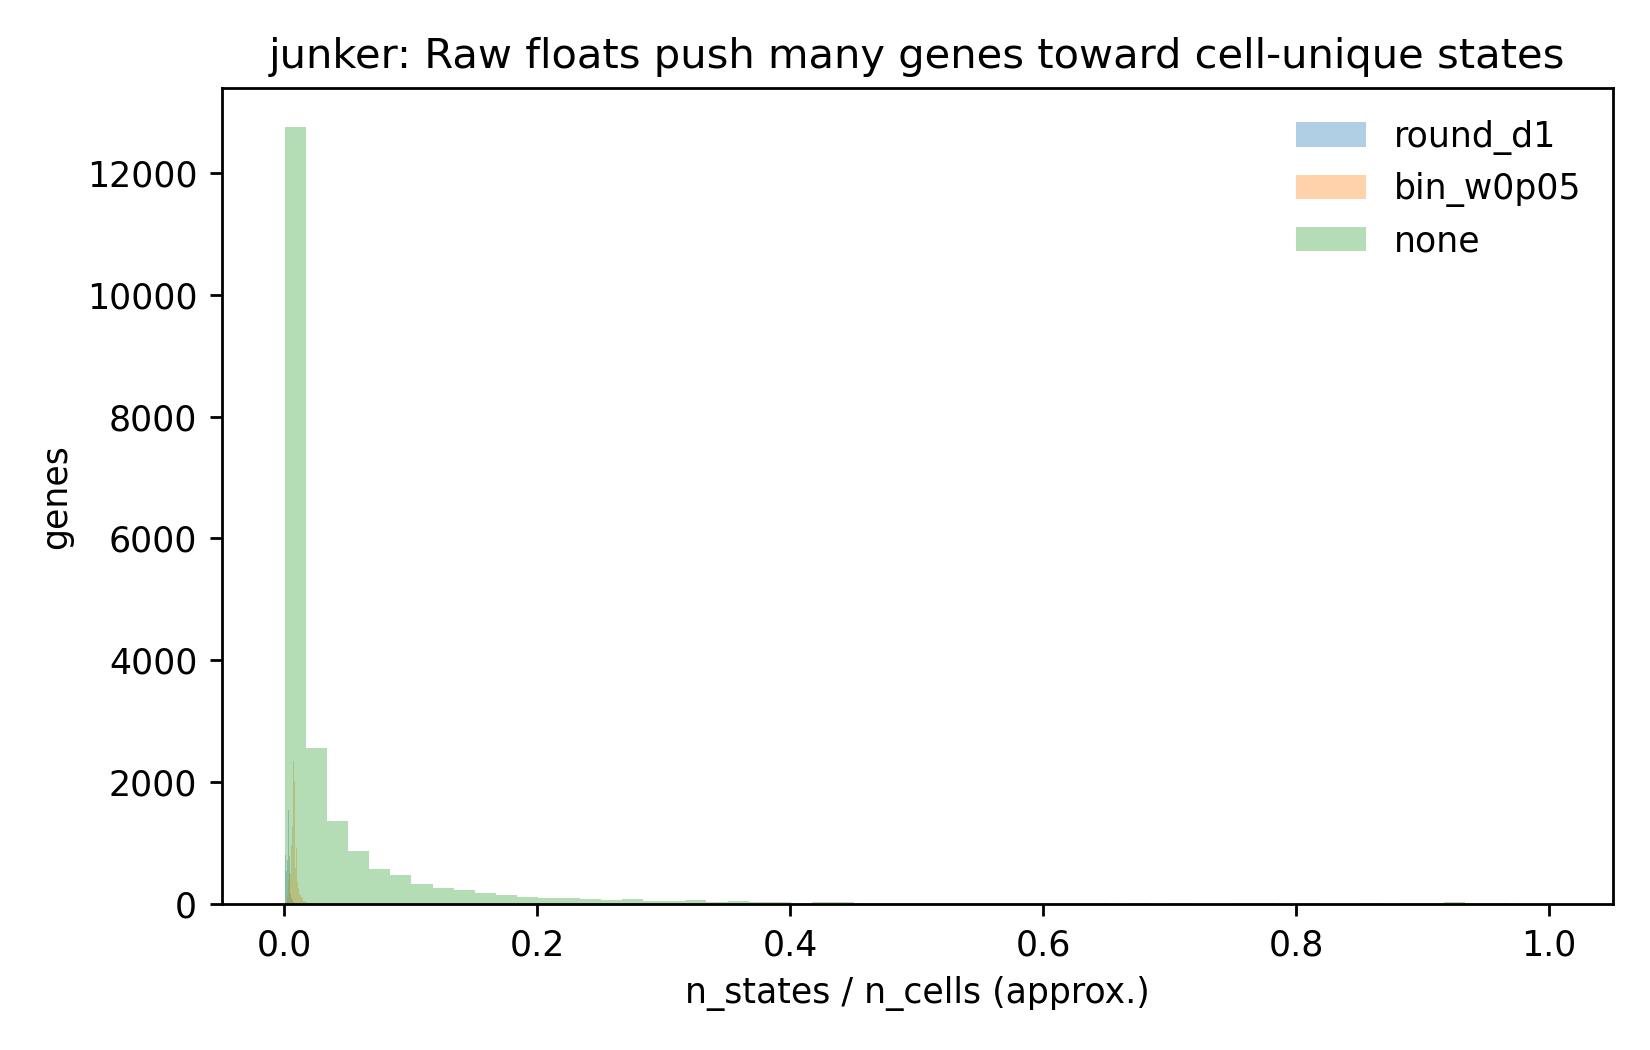 junker: Raw floats push many genes toward cell-unique states
round_d1
bin_w0p05
none
12000
10000
8000
6000
4000
2000
0
genes
0.0 0.2 0.4 0.6 0.8 1.0
n_states / n_cells (approx.)